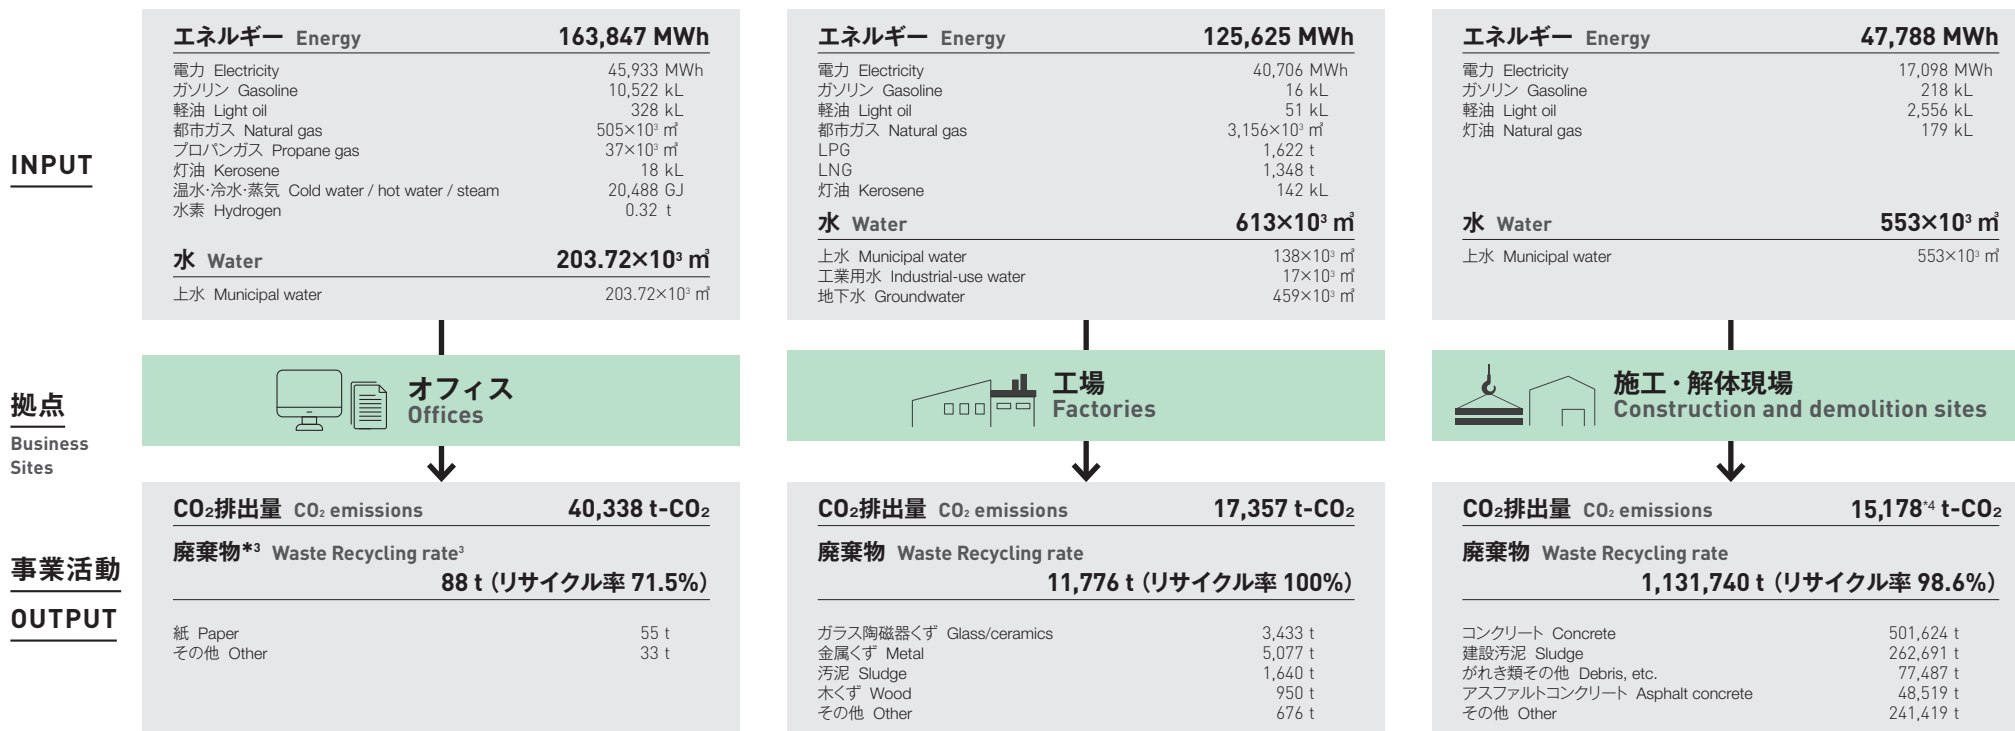 INPUT
エネルギー Energy 163,847 MWh
電力 Electricity 45,933 MWh
ガソリン Gasoline 10,522 kL
軽油 Light oil 328 kL
都市ガス Natural gas 505×10³ ㎥
プロパンガス Propane gas 37×10³ ㎥
灯油 Kerosene 18 kL
温水・冷水・蒸気 Cold water / hot water / steam 20,488 GJ
水素 Hydrogen 0.32 t
水 Water 203.72×10³ ㎥
上水 Municipal water 203.72×10³ ㎥
エネルギー Energy 125,625 MWh
電力 Electricity 40,706 MWh
ガソリン Gasoline 16 kL
軽油 Light oil 51 kL
都市ガス Natural gas 3,156×10³ ㎥
LPG 1,622 t
LNG 1,348 t
灯油 Kerosene 142 kL
水 Water 613×10³ ㎥
上水 Municipal water 138×10³ ㎥
工業用水 Industrial-use water 17×10³ ㎥
地下水 Groundwater 459×10³ ㎥
エネルギー Energy 47,788 MWh
電力 Electricity 17,098 MWh
ガソリン Gasoline 218 kL
軽油 Light oil 2,556 kL
灯油 Natural gas 179 kL
水 Water 553×10³ ㎥
上水 Municipal water 553×10³ ㎥
拠点
Business
Sites
オフィス
Offices
工場
Factories
施工・解体現場
Construction and demolition sites
事業活動
OUTPUT
CO₂排出量 CO₂ emissions 40,338 t-CO₂
廃棄物*³ Waste Recycling rate³
88 t（リサイクル率 71.5%）
紙 Paper 55 t
その他 Other 33 t
CO₂排出量 CO₂ emissions 17,357 t-CO₂
廃棄物 Waste Recycling rate
11,776 t（リサイクル率 100%）
ガラス陶磁器くず Glass/ceramics 3,433 t
金属くず Metal 5,077 t
汚泥 Sludge 1,640 t
木くず Wood 950 t
その他 Other 676 t
CO₂排出量 CO₂ emissions 15,178*⁴ t-CO₂
廃棄物 Waste Recycling rate
1,131,740 t（リサイクル率 98.6%）
コンクリート Concrete 501,624 t
建設汚泥 Sludge 262,691 t
がれき類その他 Debris, etc. 77,487 t
アスファルトコンクリート Asphalt concrete 48,519 t
その他 Other 241,419 t